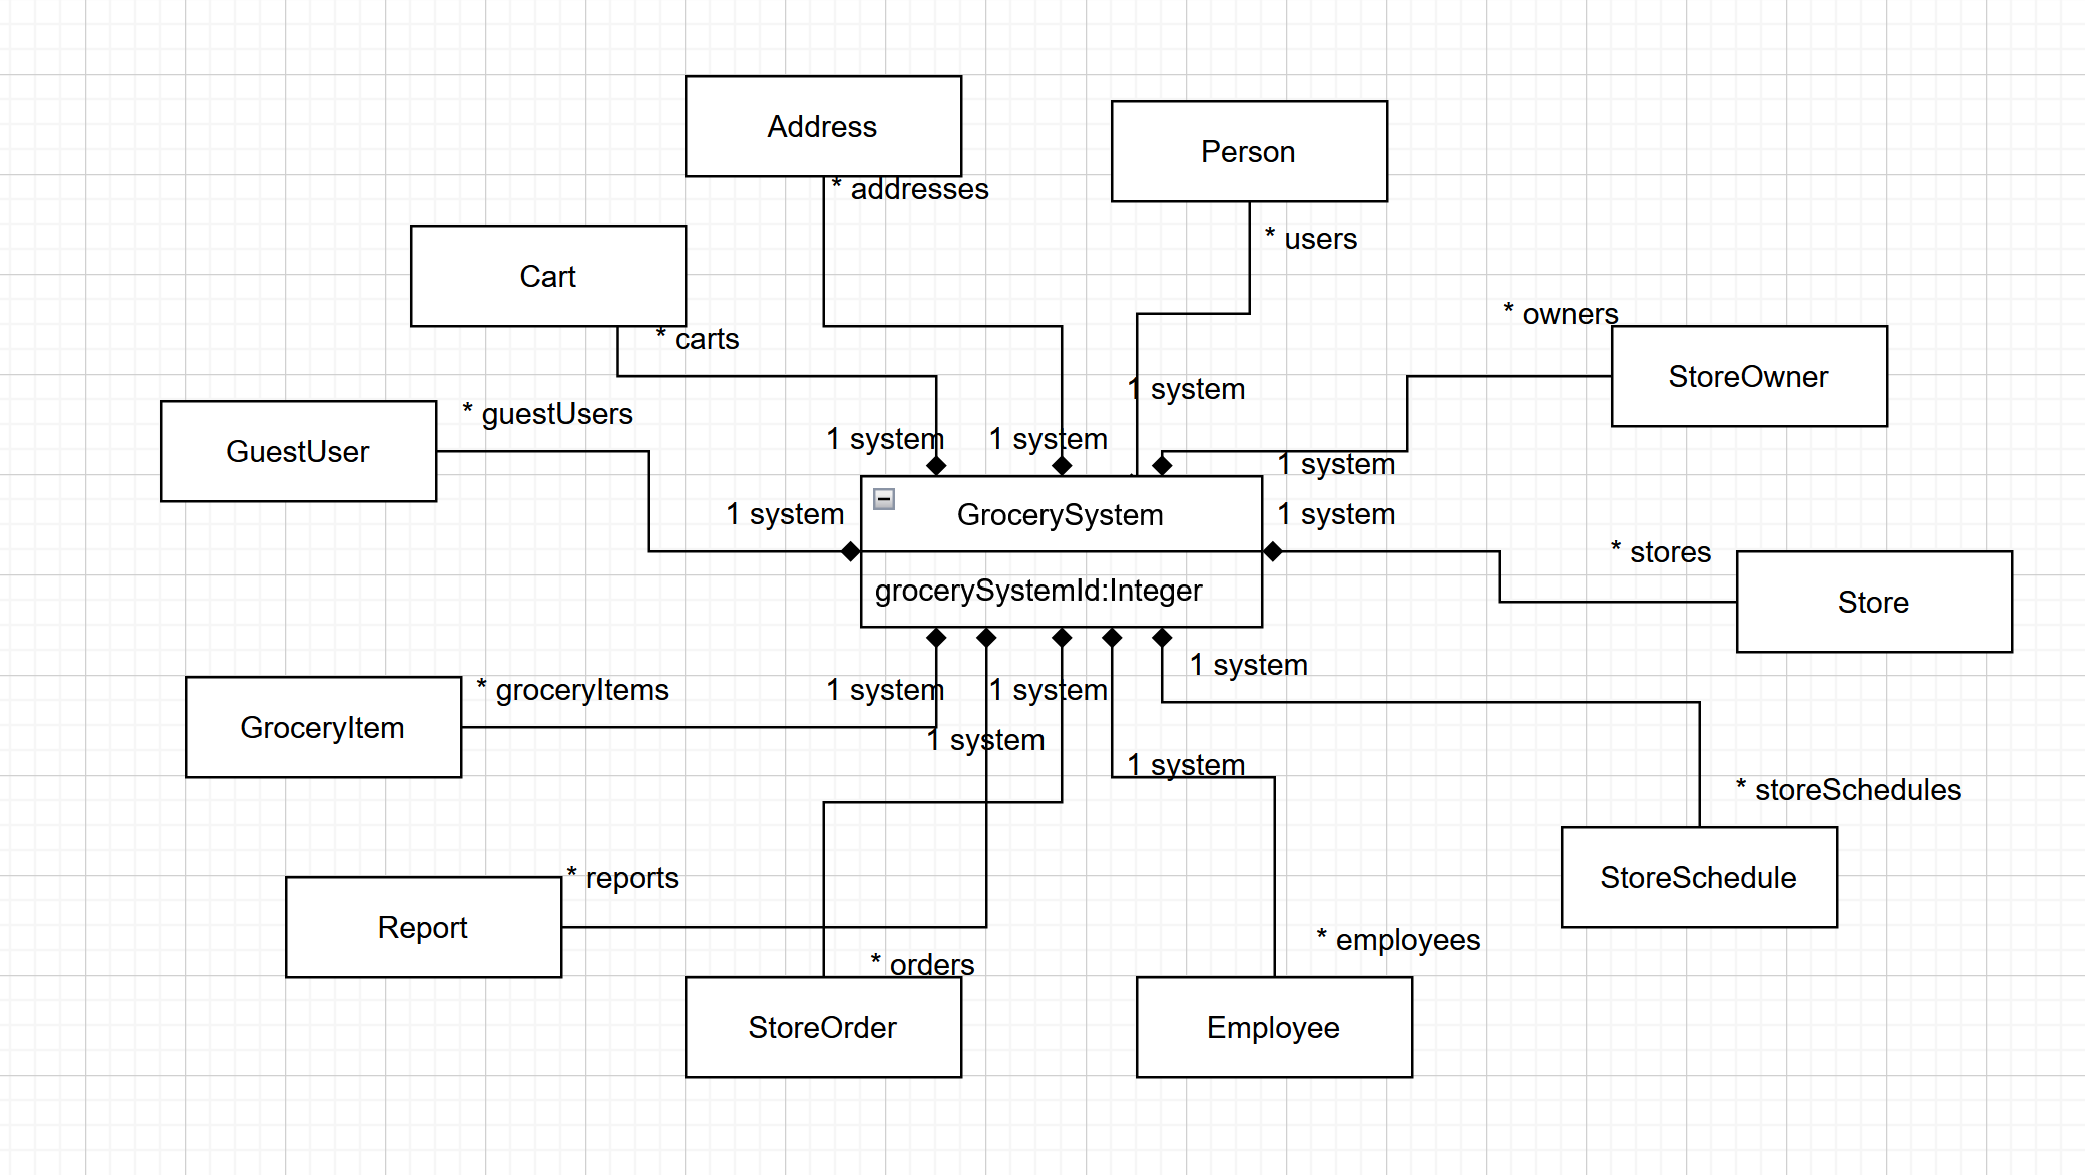 Address
Person
* addresses
* users
Cart
* carts
* owners
StoreOwner
1 system
* guestUsers
GuestUser
1 system
1 system
1 system
1 system
GrocerySystem
1 system
* stores
grocerySystemId:Integer
Store
1 system
* groceryItems
1 system
1 system
GroceryItem
1 system
1 system
* storeSchedules
* reports
StoreSchedule
Report
* employees
* orders
StoreOrder
Employee